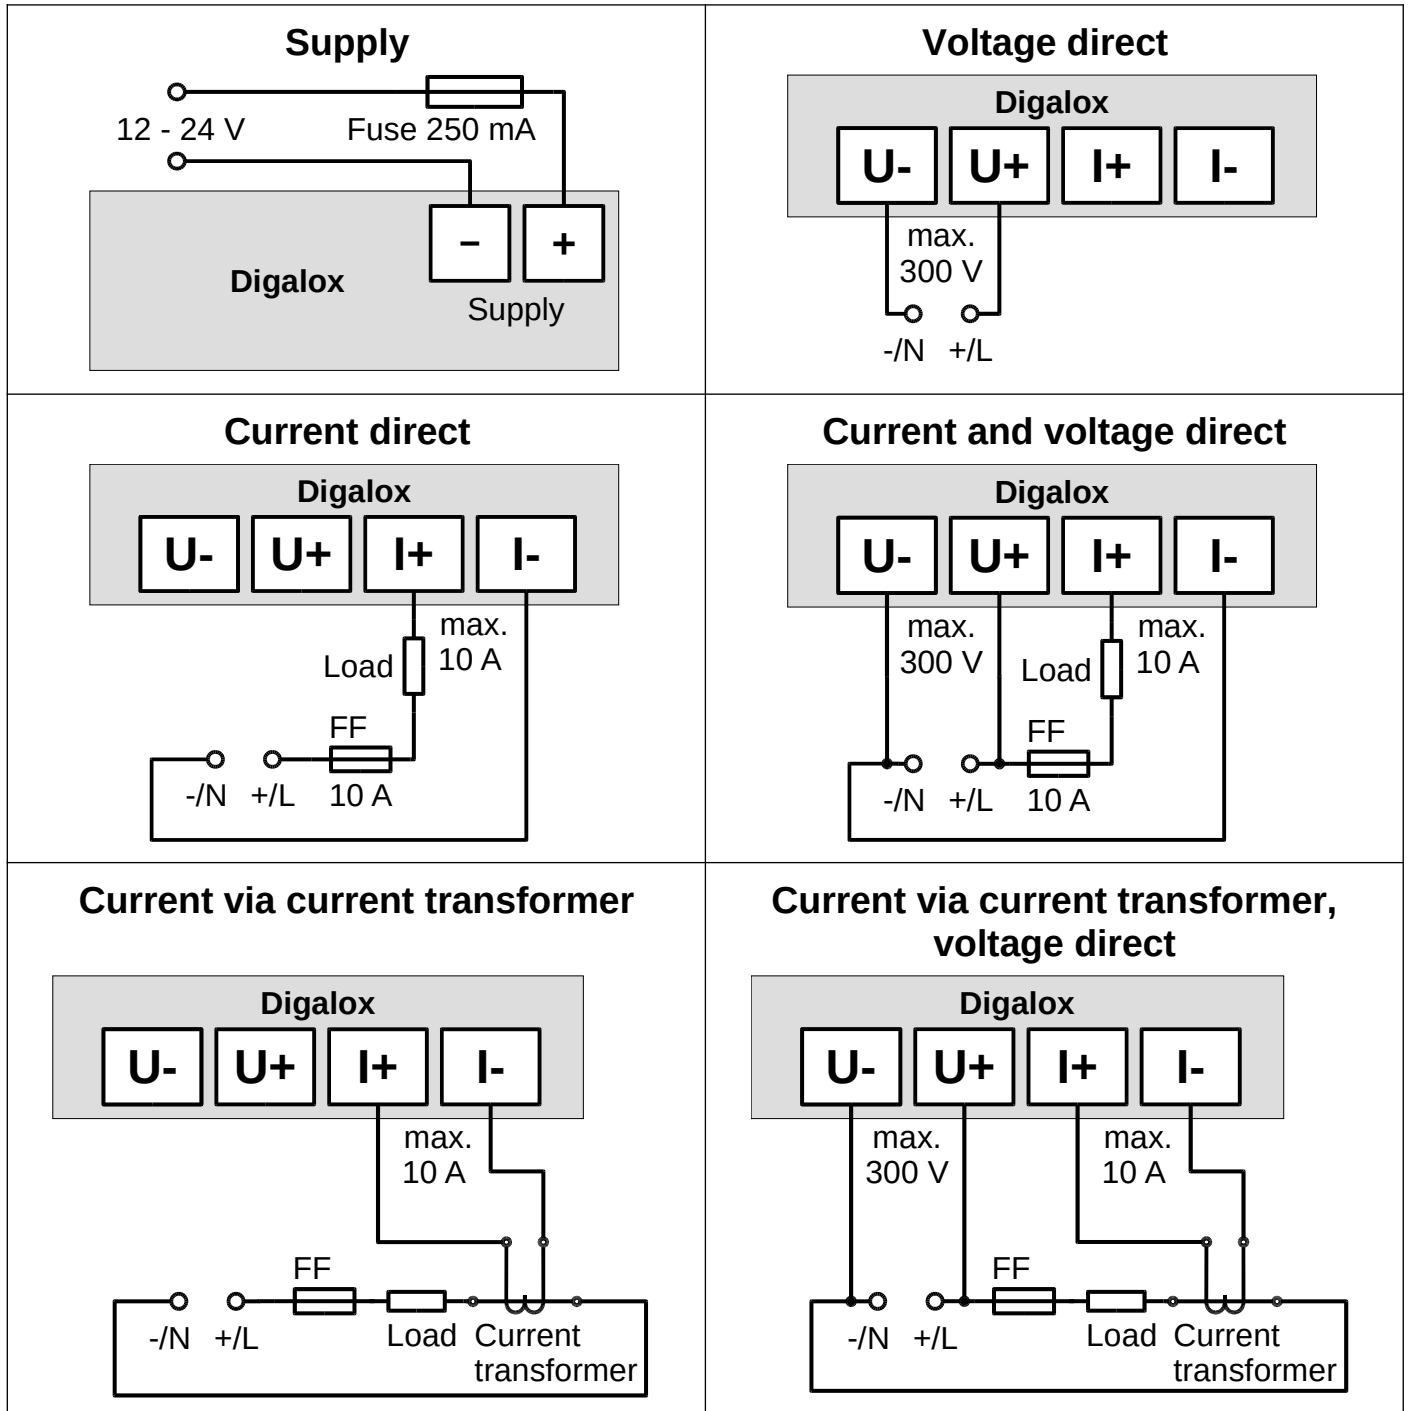 Supply
12 - 24 V
Fuse 250 mA
Digalox
− +
Supply
Voltage direct
Digalox
U- U+ I+ I-
max.
300 V
-/N +/L
Current direct
Digalox
U- U+ I+ I-
max.
10 A
Load
FF
-/N +/L 10 A
Current and voltage direct
Digalox
U- U+ I+ I-
max.
300 V
max.
10 A
Load
FF
-/N +/L 10 A
Current via current transformer
Digalox
U- U+ I+ I-
max.
10 A
FF
-/N +/L Load Current
transformer
Current via current transformer,
voltage direct
Digalox
U- U+ I+ I-
max.
300 V
max.
10 A
FF
-/N +/L Load Current
transformer